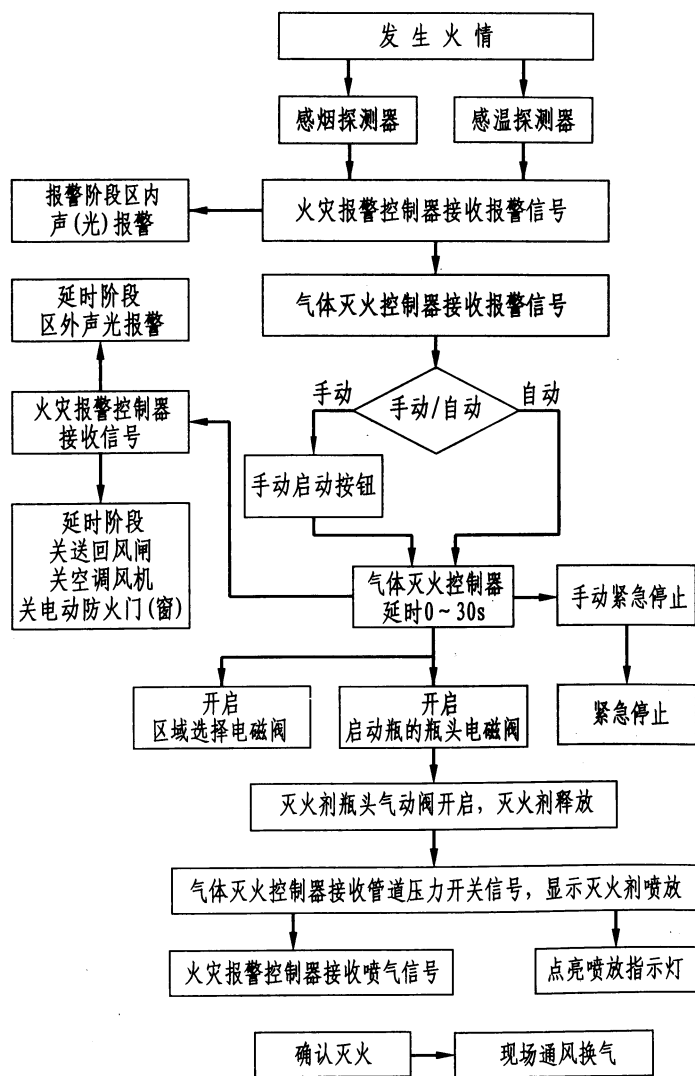 发生火情
感烟探测器
感温探测器
报警阶段区内
声(光)报警
火灾报警控制器接收报警信号
延时阶段
区外声光报警
气体灭火控制器接收报警信号
手动
手动/自动
自动
火灾报警控制器
接收信号
手动启动按钮
延时阶段
关送回风闸
关空调风机
关电动防火门(窗)
气体灭火控制器
延时0~30s
手动紧急停止
开启
区域选择电磁阀
开启
启动瓶的瓶头电磁阀
紧急停止
灭火剂瓶头气动阀开启,灭火剂释放
气体灭火控制器接收管道压力开关信号,显示灭火剂喷放
火灾报警控制器接收喷气信号
点亮喷放指示灯
确认灭火
现场通风换气